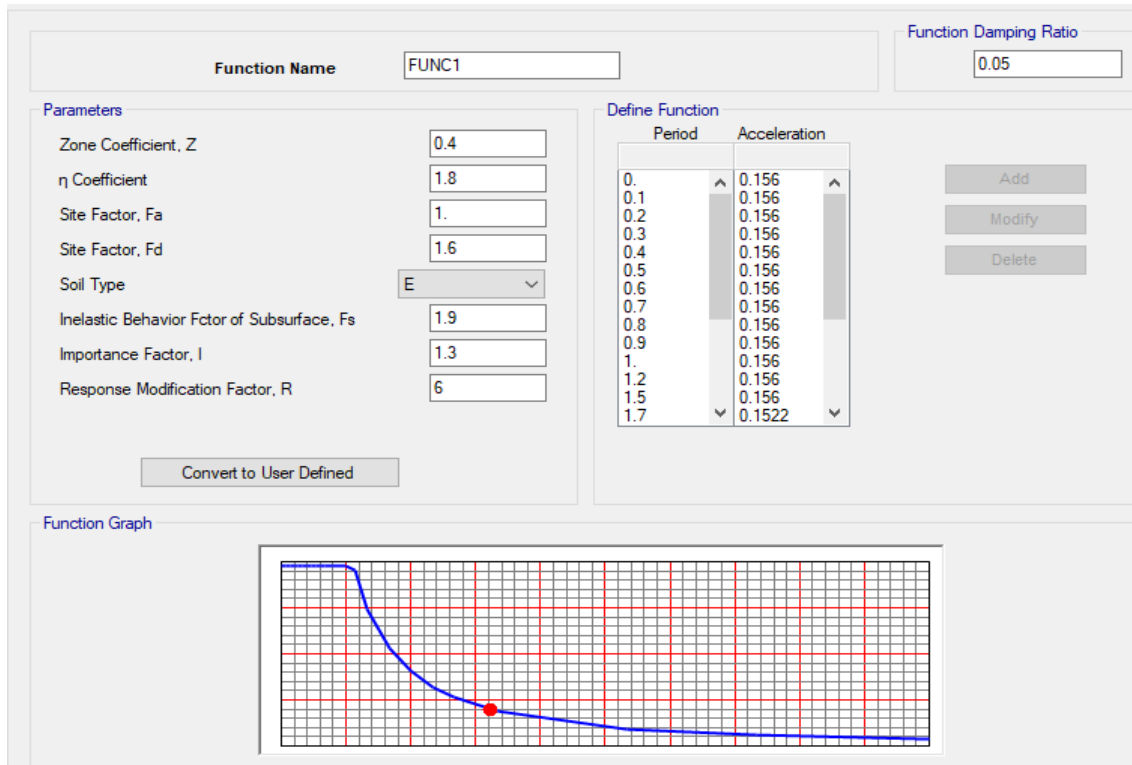 Function Damping Ratio
Function Name FUNC1 0.05
Parameters
Zone Coefficient, Z 0.4
η Coefficient 1.8
Site Factor, Fa 1.
Site Factor, Fd 1.6
Soil Type E
Inelastic Behavior Fctor of Subsurface, Fs 1.9
Importance Factor, I 1.3
Response Modification Factor, R 6
Convert to User Defined
Define Function
Period Acceleration
0. 0.156
0.1 0.156
0.2 0.156
0.3 0.156
0.4 0.156
0.5 0.156
0.6 0.156
0.7 0.156
0.8 0.156
0.9 0.156
1. 0.156
1.2 0.156
1.5 0.156
1.7 0.1522
Add
Modify
Delete
Function Graph